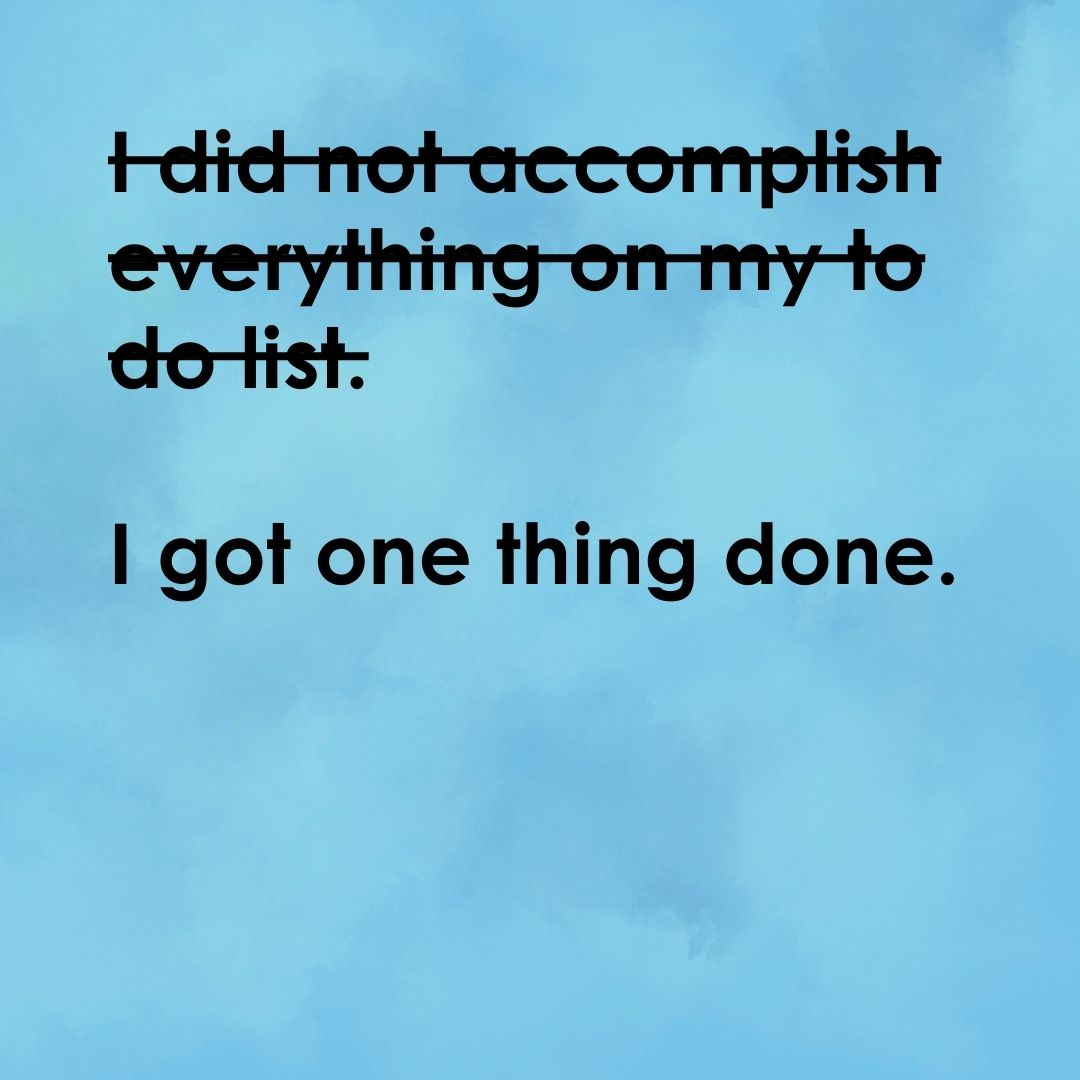 I did not accomplish
everything on my to
do list.
I got one thing done.